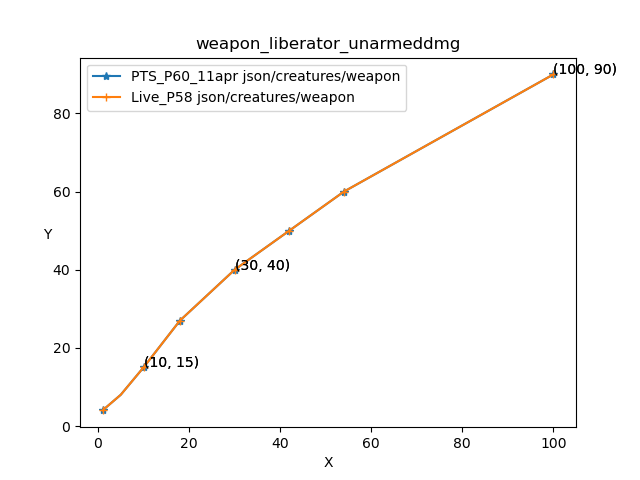 weapon_liberator_unarmeddmg
PTS_P60_11apr json/creatures/weapon
Live_P58 json/creatures/weapon
(100, 90)
(30, 40)
(10, 15)
80
60
40
20
0
Y
0 20 40 60 80 100
X